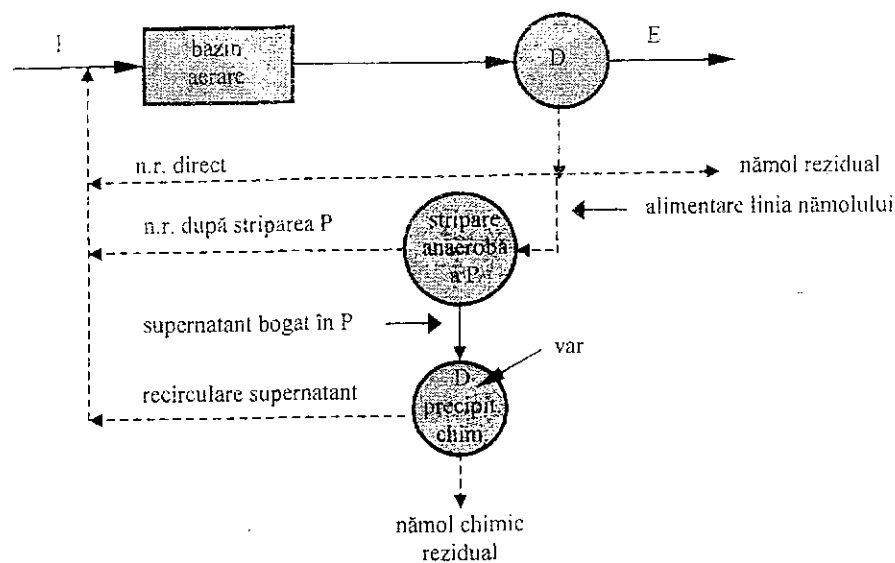 I
bazin
aerare
D
E
n.r. direct
nămol rezidual
alimentare linia nămolului
n.r. după striparea P
stripare
anaerobă
a P.
supernatant bogat în P
var
recirculare supernatant
D
precipit.
chim.
nămol chimic
rezidual